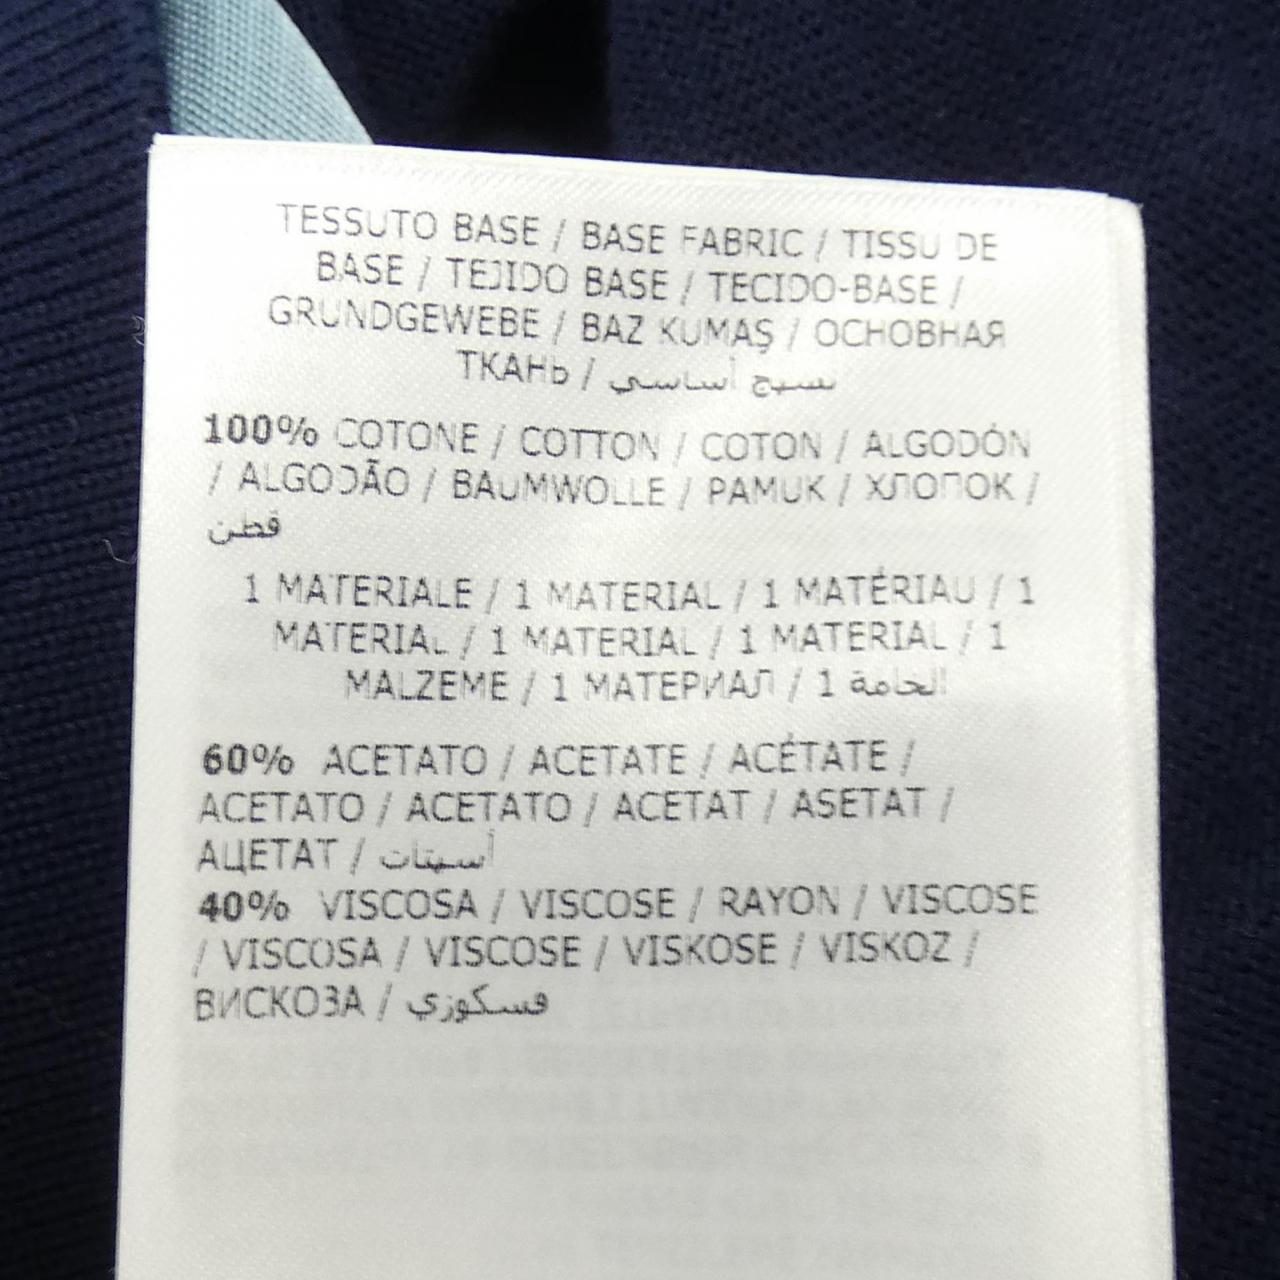 TESSUTO BASE / BASE FABRIC / TISSU DE
BASE / TEJIDO BASE / TECIDO-BASE /
GRUNDGEWEBE / BAZ KUMAŞ / ОСНОВНАЯ
ТКАНЬ / نسيج أساسي
100% COTONE / COTTON / COTON / ALGODÓN
/ ALGODÃO / BAUMWOLLE / PAMUK / ХЛОПОК /
قطن
1 MATERIALE / 1 MATERIAL / 1 MATÉRIAU / 1
MATERIAL / 1 MATERIAL / 1 MATERIAL / 1
MALZEME / 1 МАТЕРИАЛ / 1 الخامة
60% ACETATO / ACETATE / ACÉTATE /
ACETATO / ACETATO / ACETAT / ASETAT /
АЦЕТАТ / أسيتات
40% VISCOSA / VISCOSE / RAYON / VISCOSE
/ VISCOSA / VISCOSE / VISKOSE / VISKOZ /
ВИСКОЗА / فسكوزي